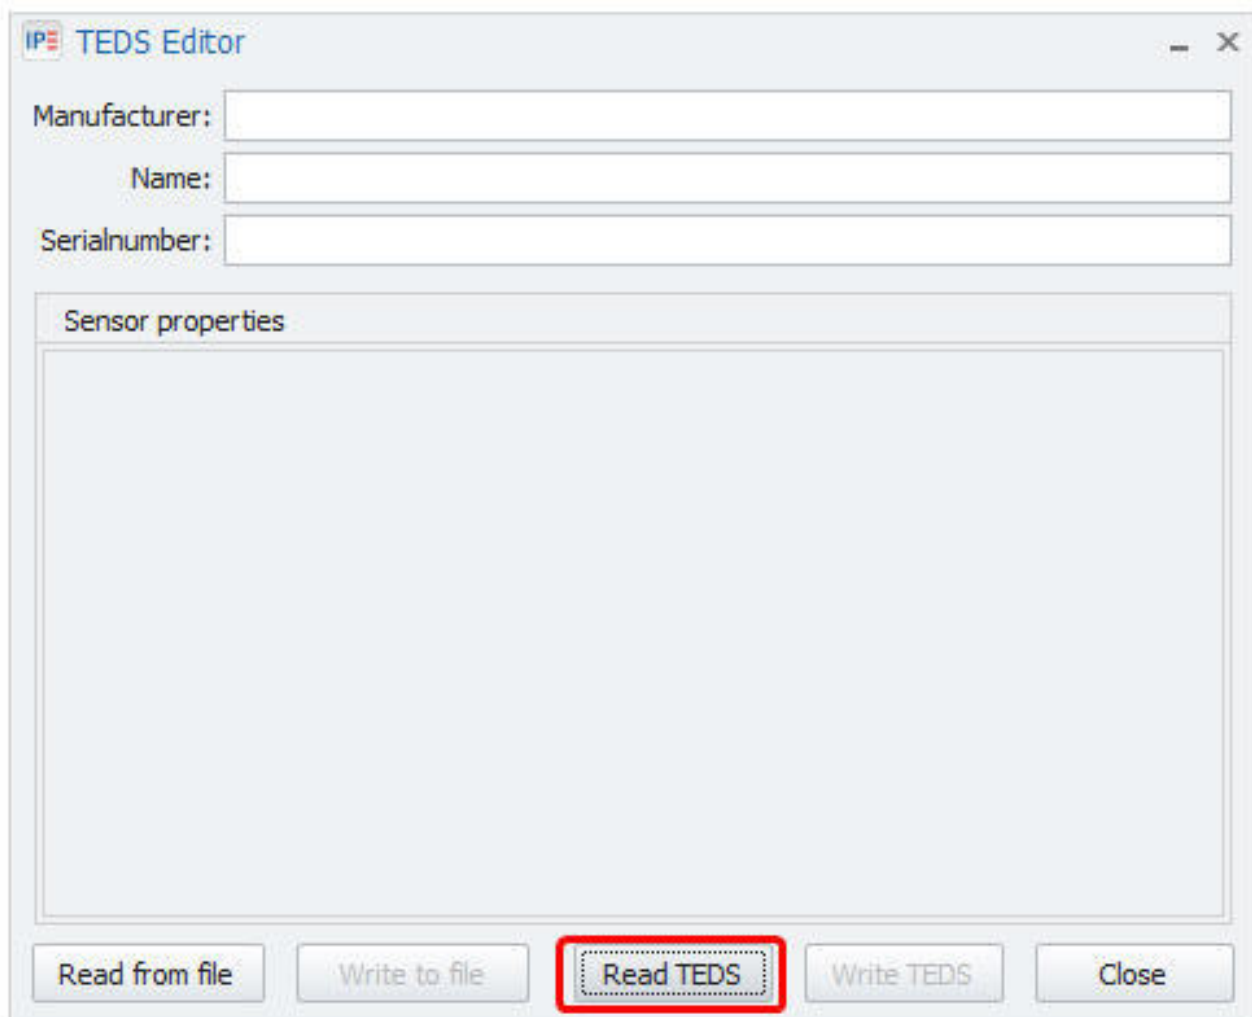 IPE TEDS Editor
Manufacturer:
Name:
Serialnumber:
Sensor properties
Read from file Write to file Read TEDS Write TEDS Close